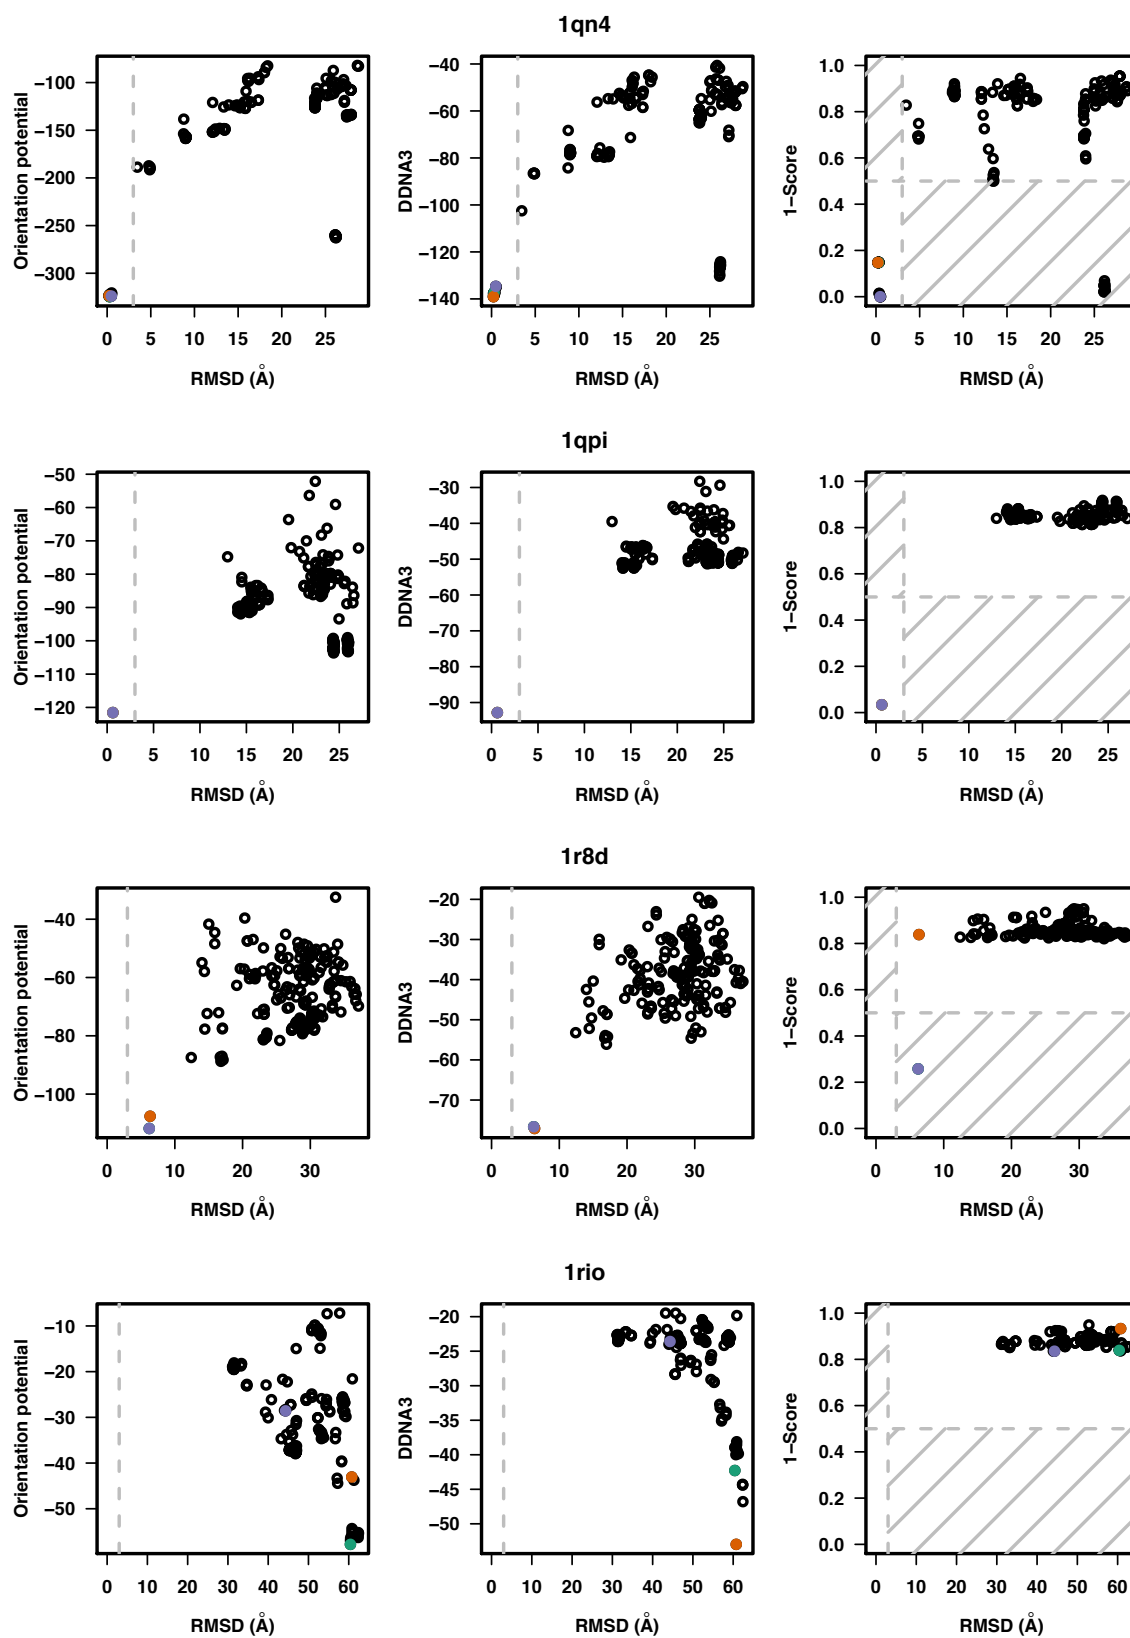 1qn4
Orientation potential
−100
−150
−200
−250
−300
0 5 10 15 20 25
RMSD (Å)
DDNA3
−40
−60
−80
−100
−120
−140
0 5 10 15 20 25
RMSD (Å)
1−Score
1.0
0.8
0.6
0.4
0.2
0.0
0 5 10 15 20 25
RMSD (Å)
1qpi
Orientation potential
−50
−60
−70
−80
−90
−100
−110
−120
0 5 10 15 20 25
RMSD (Å)
DDNA3
−30
−40
−50
−60
−70
−80
−90
0 5 10 15 20 25
RMSD (Å)
1−Score
1.0
0.8
0.6
0.4
0.2
0.0
0 5 10 15 20 25
RMSD (Å)
1r8d
Orientation potential
−40
−60
−80
−100
0 10 20 30
RMSD (Å)
DDNA3
−20
−30
−40
−50
−60
−70
0 10 20 30
RMSD (Å)
1−Score
1.0
0.8
0.6
0.4
0.2
0.0
0 10 20 30
RMSD (Å)
1rio
Orientation potential
−10
−20
−30
−40
−50
0 10 20 30 40 50 60
RMSD (Å)
DDNA3
−20
−25
−30
−35
−40
−45
−50
0 10 20 30 40 50 60
RMSD (Å)
1−Score
1.0
0.8
0.6
0.4
0.2
0.0
0 10 20 30 40 50 60
RMSD (Å)